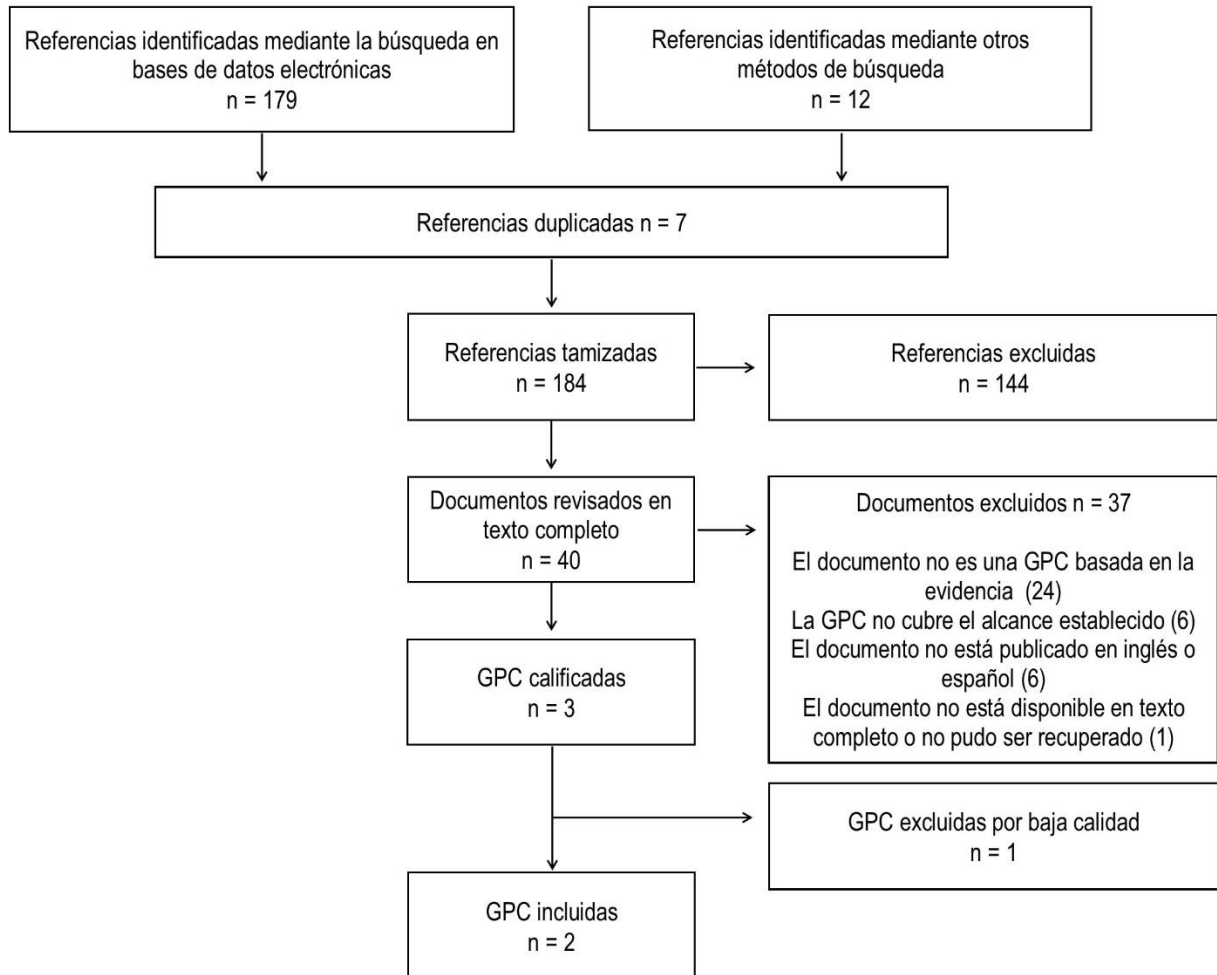 Referencias identificadas mediante la búsqueda en
bases de datos electrónicas
n = 179
Referencias identificadas mediante otros
métodos de búsqueda
n = 12
Referencias duplicadas n = 7
Referencias tamizadas
n = 184
Referencias excluidas
n = 144
Documentos revisados en
texto completo
n = 40
Documentos excluidos n = 37
El documento no es una GPC basada en la
evidencia (24)
La GPC no cubre el alcance establecido (6)
El documento no está publicado en inglés o
español (6)
El documento no está disponible en texto
completo o no pudo ser recuperado (1)
GPC calificadas
n = 3
GPC excluidas por baja calidad
n = 1
GPC incluidas
n = 2